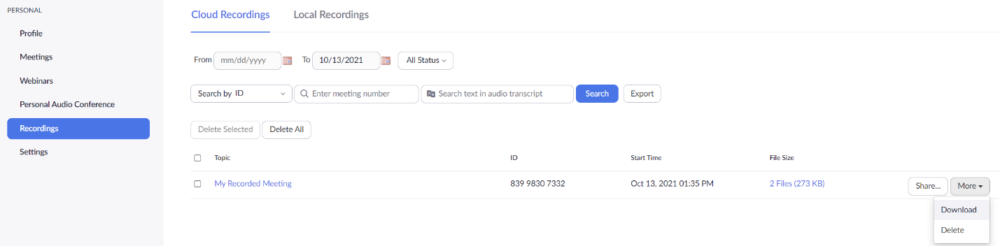 PERSONAL
Profile
Meetings
Webinars
Personal Audio Conference
Recordings
Settings
Cloud Recordings Local Recordings
From mm/dd/yyyy To 10/13/2021 All Status
Search by ID Enter meeting number Search text in audio transcript Search Export
Delete Selected Delete All
Topic ID Start Time File Size
My Recorded Meeting 839 9830 7332 Oct 13, 2021 01:35 PM 2 Files (273 KB) Share... More
Download
Delete